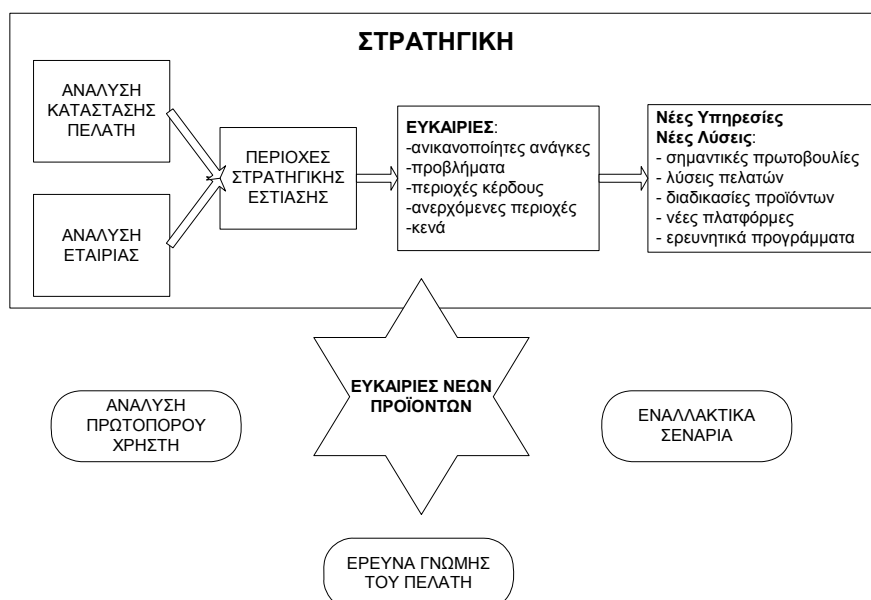 ΣΤΡΑΤΗΓΙΚΗ
ΑΝΑΛΥΣΗ
ΚΑΤΑΣΤΑΣΗΣ
ΠΕΛΑΤΗ
ΑΝΑΛΥΣΗ
ΕΤΑΙΡΙΑΣ
ΠΕΡΙΟΧΕΣ
ΣΤΡΑΤΗΓΙΚΗΣ
ΕΣΤΙΑΣΗΣ
ΕΥΚΑΙΡΙΕΣ:
-ανικανοποίητες ανάγκες
-προβλήματα
-περιοχές κέρδους
-ανερχόμενες περιοχές
-κενά
Νέες Υπηρεσίες
Νέες Λύσεις:
- σημαντικές πρωτοβουλίες
- λύσεις πελατών
- διαδικασίες προϊόντων
- νέες πλατφόρμες
- ερευνητικά προγράμματα
ΕΥΚΑΙΡΙΕΣ ΝΕΩΝ
ΠΡΟΪΟΝΤΩΝ
ΑΝΑΛΥΣΗ
ΠΡΩΤΟΠΟΡΟΥ
ΧΡΗΣΤΗ
ΕΝΑΛΛΑΚΤΙΚΑ
ΣΕΝΑΡΙΑ
ΕΡΕΥΝΑ ΓΝΩΜΗΣ
ΤΟΥ ΠΕΛΑΤΗ